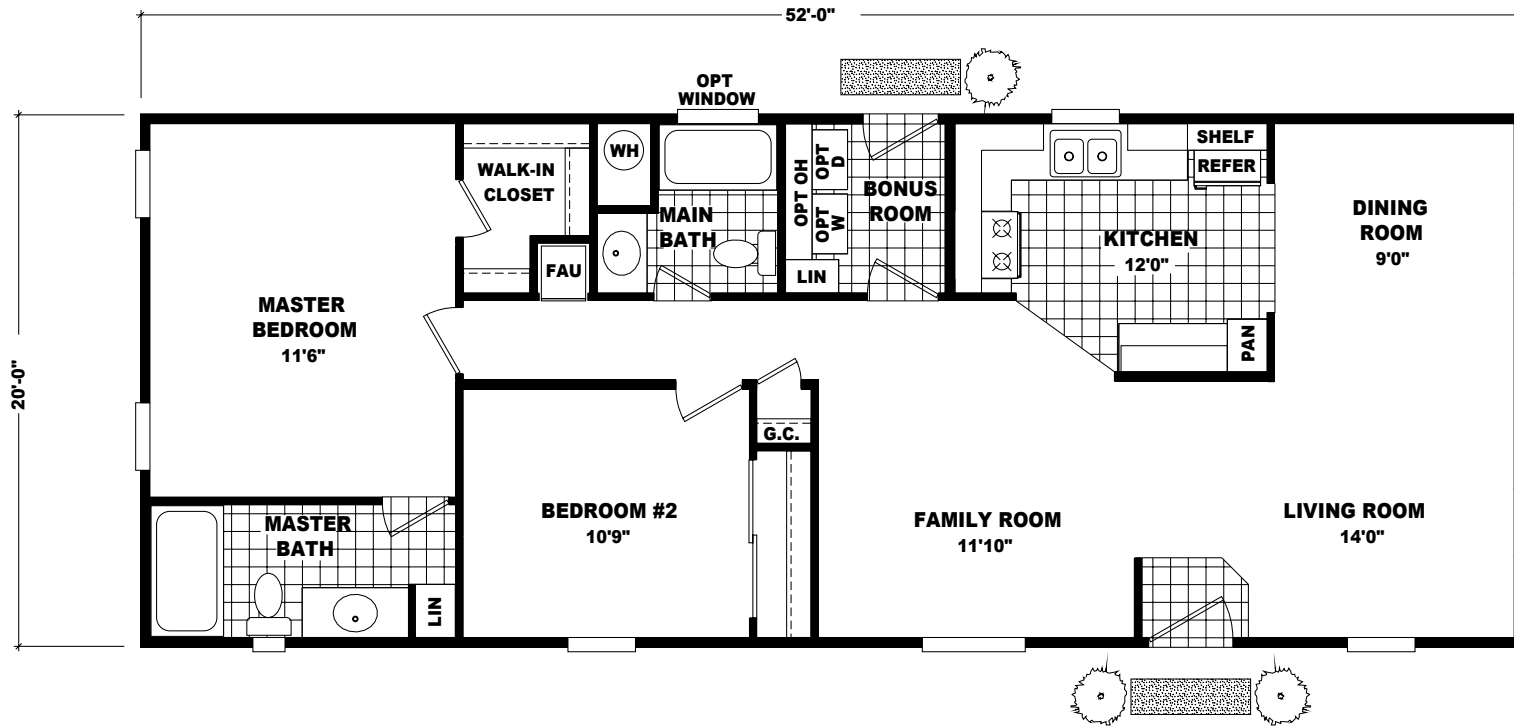 52'-0"
OPT
WINDOW
WH
WALK-IN
CLOSET
FAU
MAIN
BATH
OPT OH
OPT
D
OPT
W
LIN
BONUS
ROOM
SHELF
REFER
KITCHEN
12'0"
PAN
DINING
ROOM
9'0"
20'-0"
MASTER
BEDROOM
11'6"
G.C.
MASTER
BATH
LIN
BEDROOM #2
10'9"
FAMILY ROOM
11'10"
LIVING ROOM
14'0"